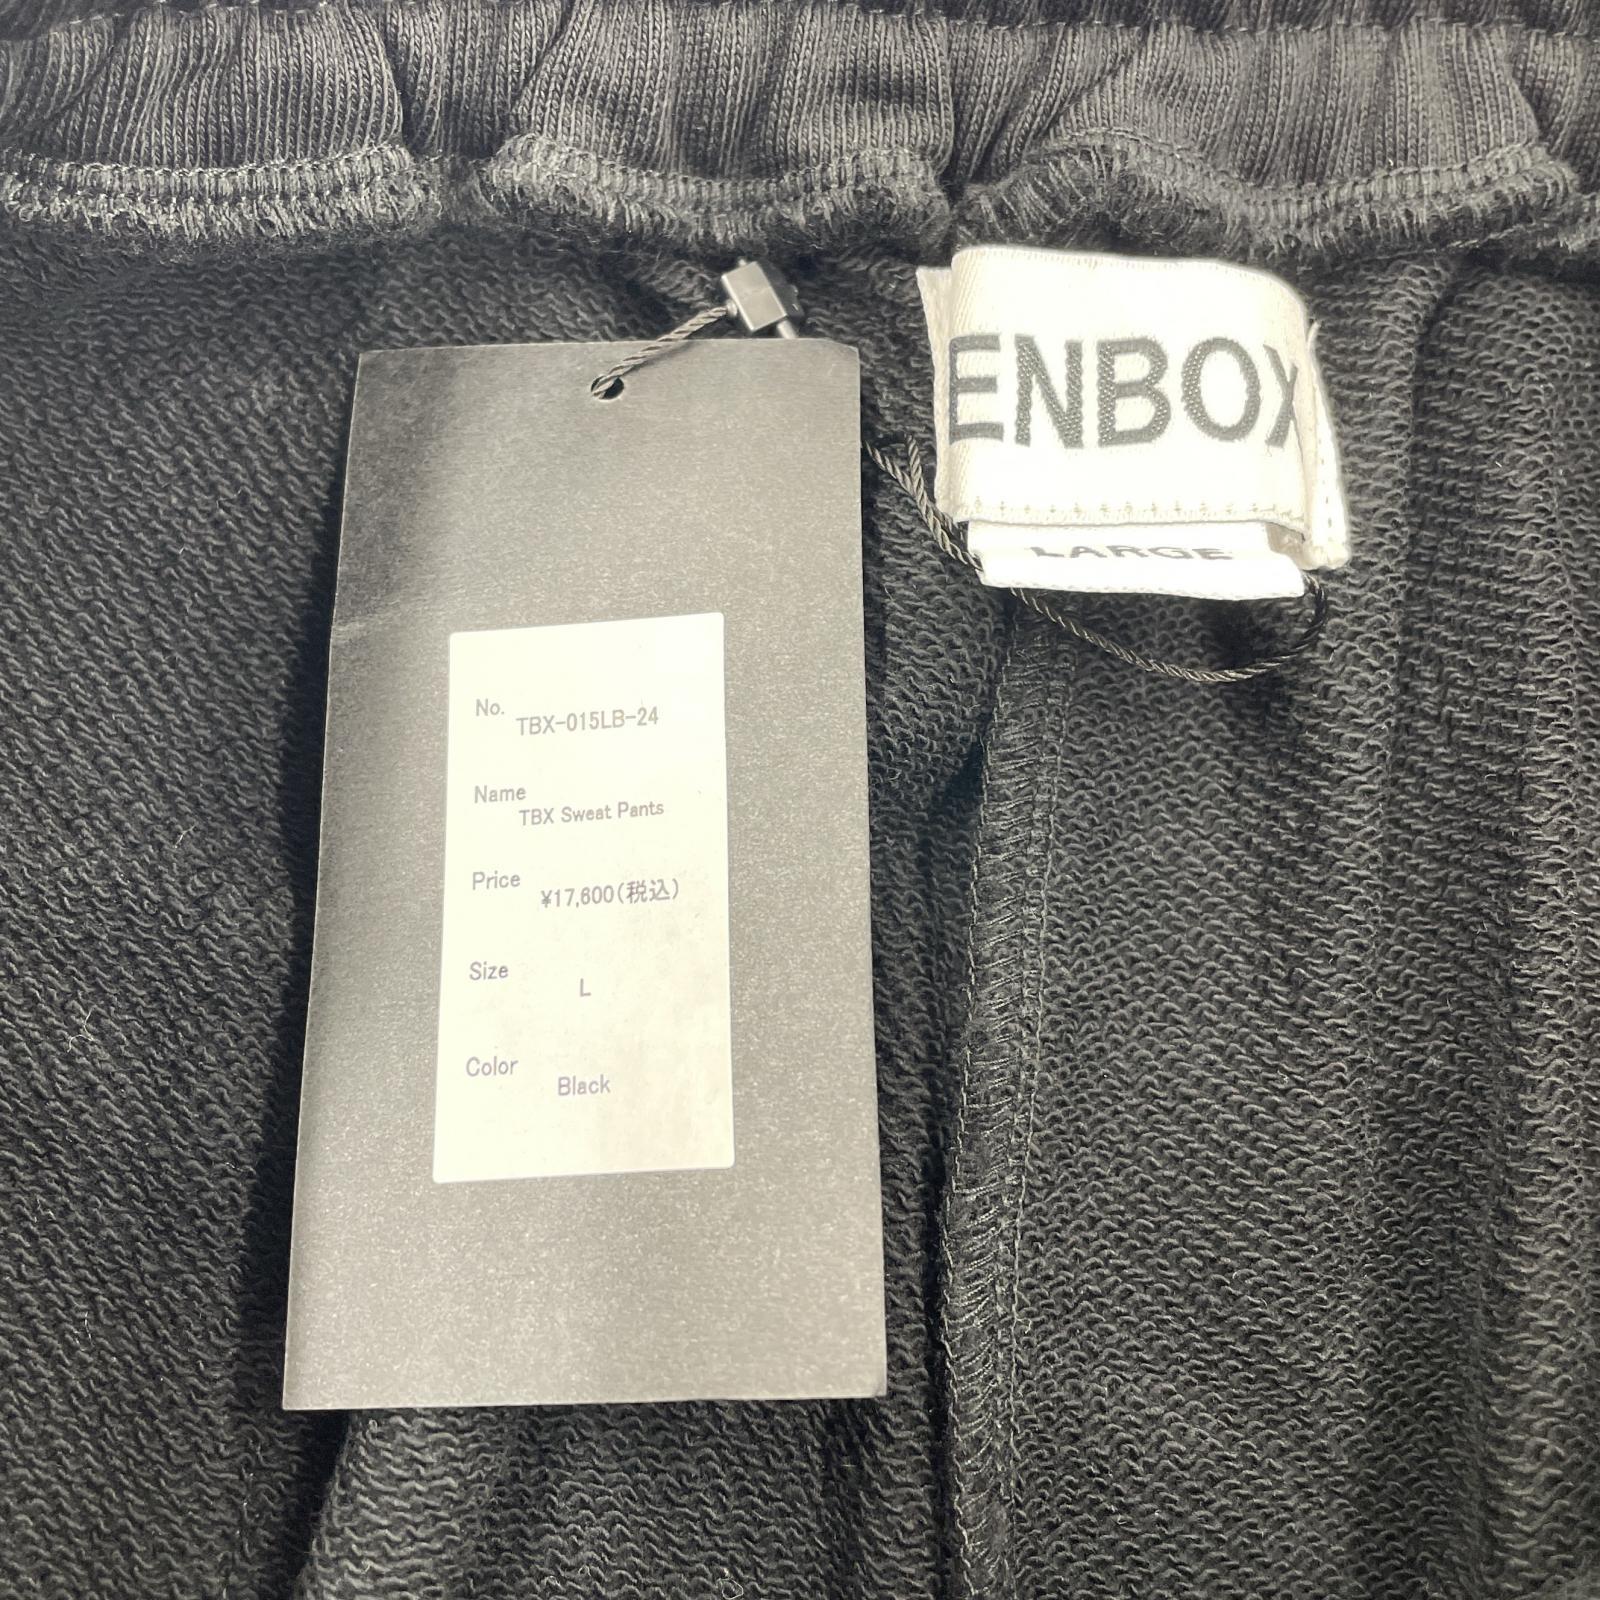 ENBOX
LARGE
No.
TBX-015LB-24
Name
TBX Sweat Pants
Price
¥17,600(税込)
Size
L
Color
Black